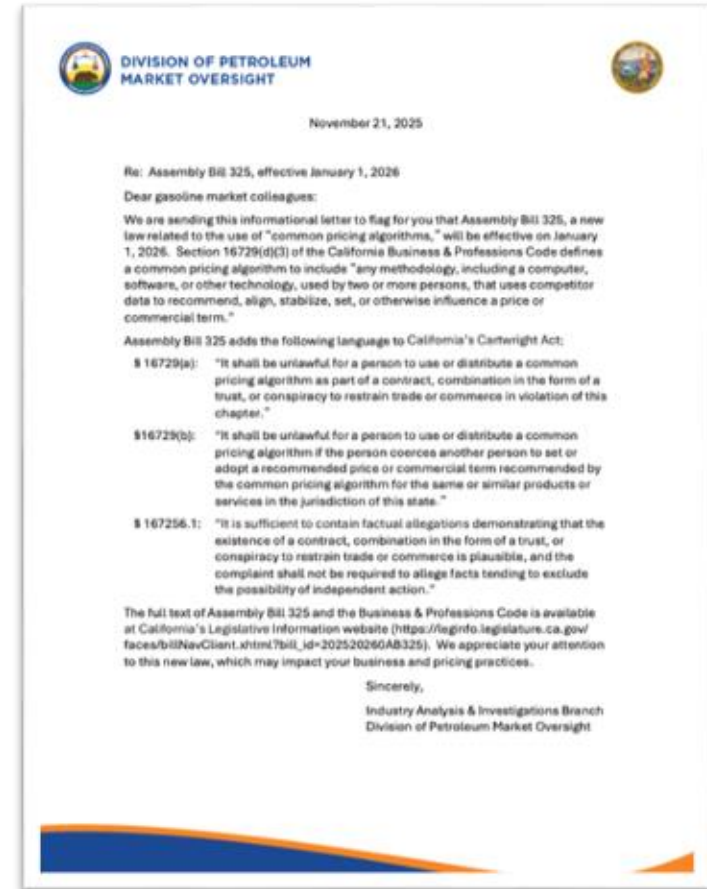 DIVISION OF PETROLEUM
MARKET OVERSIGHT
November 21, 2025
Re: Assembly Bill 325, effective January 1, 2026
Dear gasoline market colleagues:
We are sending this informational letter to flag for you that Assembly Bill 325, a new
law related to the use of "common pricing algorithms," will be effective on January
1, 2026. Section 16729(d)(3) of the California Business & Professions Code defines
a common pricing algorithm to include "any methodology, including a computer,
software, or other technology, used by two or more persons, that uses competitor
data to recommend, align, stabilize, set, or otherwise influence a price or
commercial term."
Assembly Bill 325 adds the following language to California's Cartwright Act:
§ 16729(a): "It shall be unlawful for a person to use or distribute a common
pricing algorithm as part of a contract, combination in the form of a
trust, or conspiracy to restrain trade or commerce in violation of this
chapter."
§16729(b): "It shall be unlawful for a person to use or distribute a common
pricing algorithm if the person coerces another person to set or
adopt a recommended price or commercial term recommended by
the common pricing algorithm for the same or similar products or
services in the jurisdiction of this state."
§ 167256.1: "It is sufficient to contain factual allegations demonstrating that the
existence of a contract, combination in the form of a trust, or
conspiracy to restrain trade or commerce is plausible, and the
complaint shall not be required to allege facts tending to exclude
the possibility of independent action."
The full text of Assembly Bill 325 and the Business & Professions Code is available
at California's Legislative Information website (https://leginfo.legislature.ca.gov/
faces/billNavClient.xhtml?bill_id=202520260AB325). We appreciate your attention
to this new law, which may impact your business and pricing practices.
Sincerely,
Industry Analysis & Investigations Branch
Division of Petroleum Market Oversight